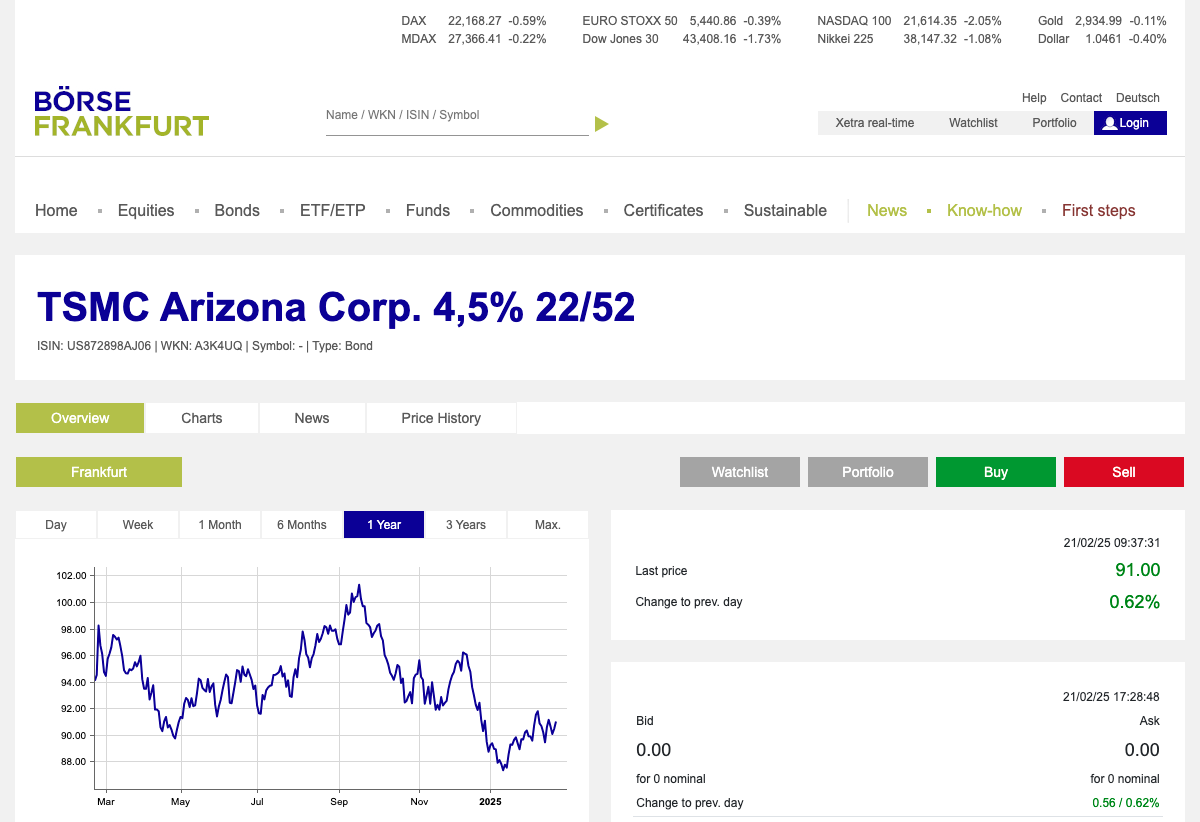 DAX 22,168.27 -0.59% EURO STOXX 50 5,440.86 -0.39% NASDAQ 100 21,614.35 -2.05% Gold 2,934.99 -0.11%
MDAX 27,366.41 -0.22% Dow Jones 30 43,408.16 -1.73% Nikkei 225 38,147.32 -1.08% Dollar 1.0461 -0.40%
BÖRSE
FRANKFURT
Name / WKN / ISIN / Symbol
Help Contact Deutsch
Xetra real-time Watchlist Portfolio Login
Home Equities Bonds ETF/ETP Funds Commodities Certificates Sustainable News Know-how First steps
TSMC Arizona Corp. 4,5% 22/52
ISIN: US872898AJ06 | WKN: A3K4UQ | Symbol: - | Type: Bond
Overview Charts News Price History
Frankfurt Watchlist Portfolio Buy Sell
Day Week 1 Month 6 Months 1 Year 3 Years Max.
102.00
100.00
98.00
96.00
94.00
92.00
90.00
88.00
Mar May Jul Sep Nov 2025
21/02/25 09:37:31
Last price 91.00
Change to prev. day 0.62%
21/02/25 17:28:48
Bid Ask
0.00 0.00
for 0 nominal for 0 nominal
Change to prev. day 0.56 / 0.62%